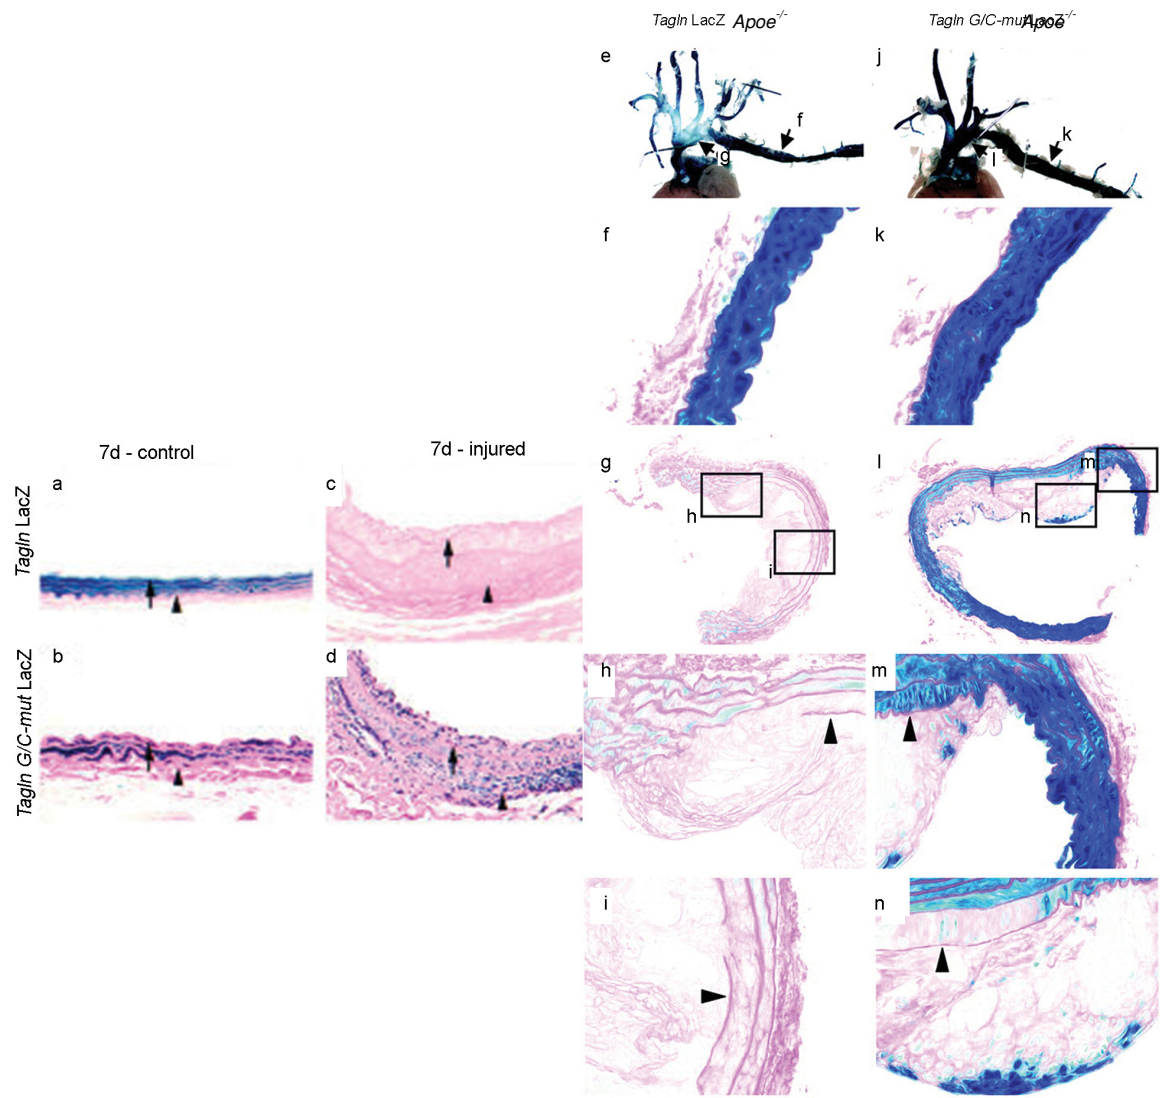 Tagln LacZ Apoe-/-
Tagln G/C-mut LacZ Apoe-/-
e
f
g
j
k
l
f
k
7d - control
7d - injured
Tagln LacZ
a
c
g
h
i
l
m
n
Tagln G/C-mut LacZ
b
d
h
m
i
n